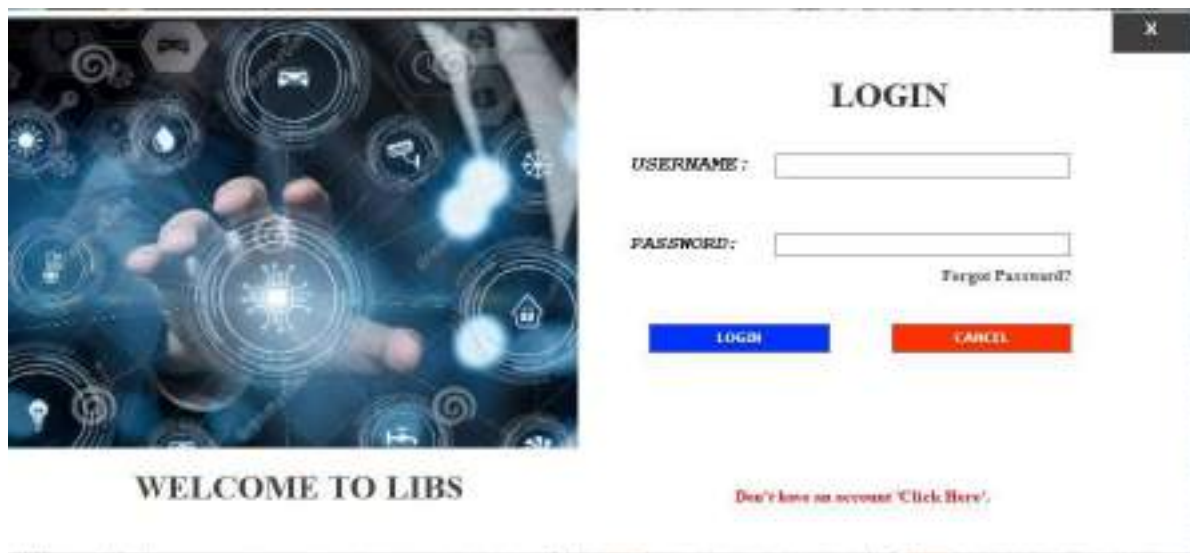 X
LOGIN
USERNAME:
PASSWORD:
Forgot Password?
LOGIN
CANCEL
WELCOME TO LIBS
Don't have an account 'Click Here'.